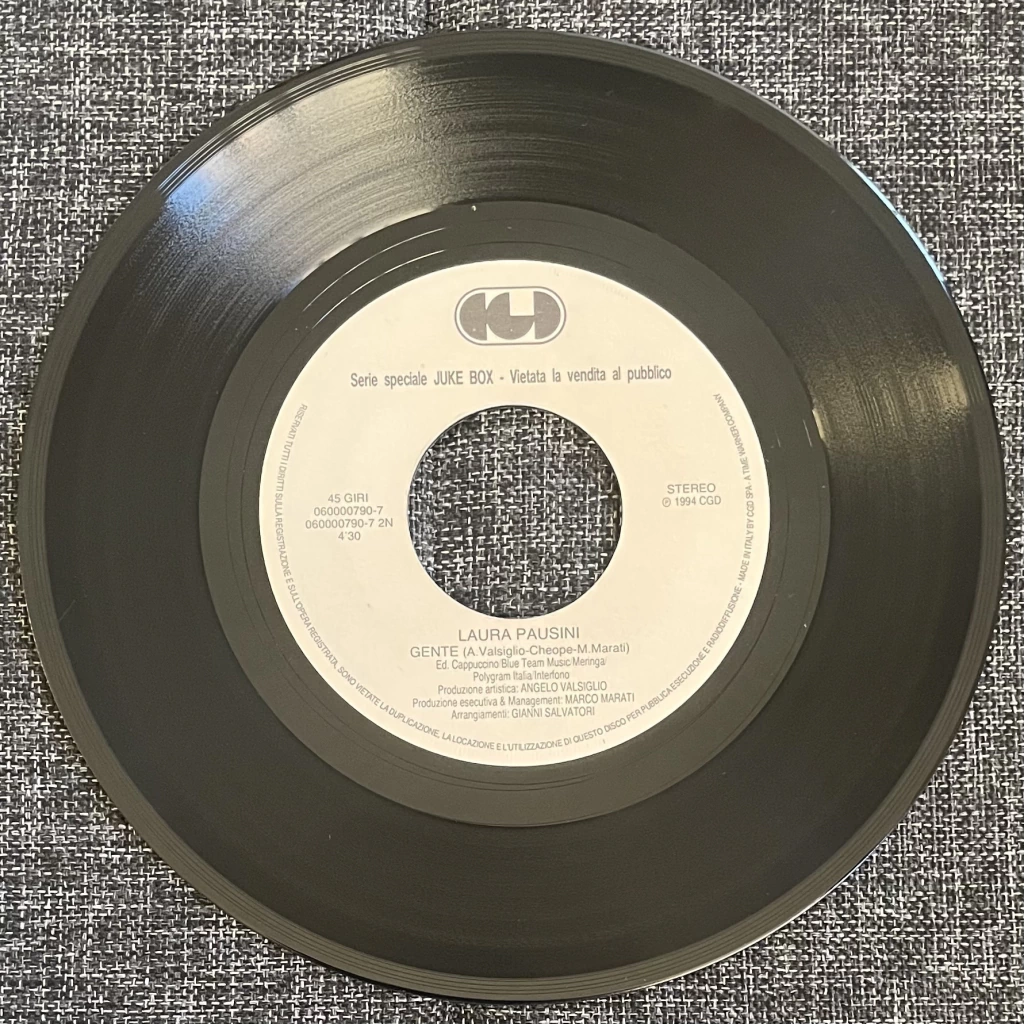 CGD
Serie speciale JUKE BOX - Vietata la vendita al pubblico
45 GIRI
060000790-7
060000790-7 2N
4'30
STEREO
℗ 1994 CGD
LAURA PAUSINI
GENTE (A.Valsiglio-Cheope-M.Marati)
Ed. Cappuccino/Blue Team Music/Meringa/
Polygram Italia/Interfono
Produzione artistica: ANGELO VALSIGLIO
Produzione esecutiva & Management: MARCO MARATI
Arrangiamenti: GIANNI SALVATORI
RISERVATI TUTTI I DIRITTI SULLA REGISTRAZIONE E SULL'OPERA REGISTRATA, SONO VIETATE LA DUPLICAZIONE, LA LOCAZIONE E L'UTILIZZAZIONE DI QUESTO DISCO PER PUBBLICA ESECUZIONE E RADIODIFFUSIONE - MADE IN ITALY BY CGD SPA - A TIME WARNER COMPANY